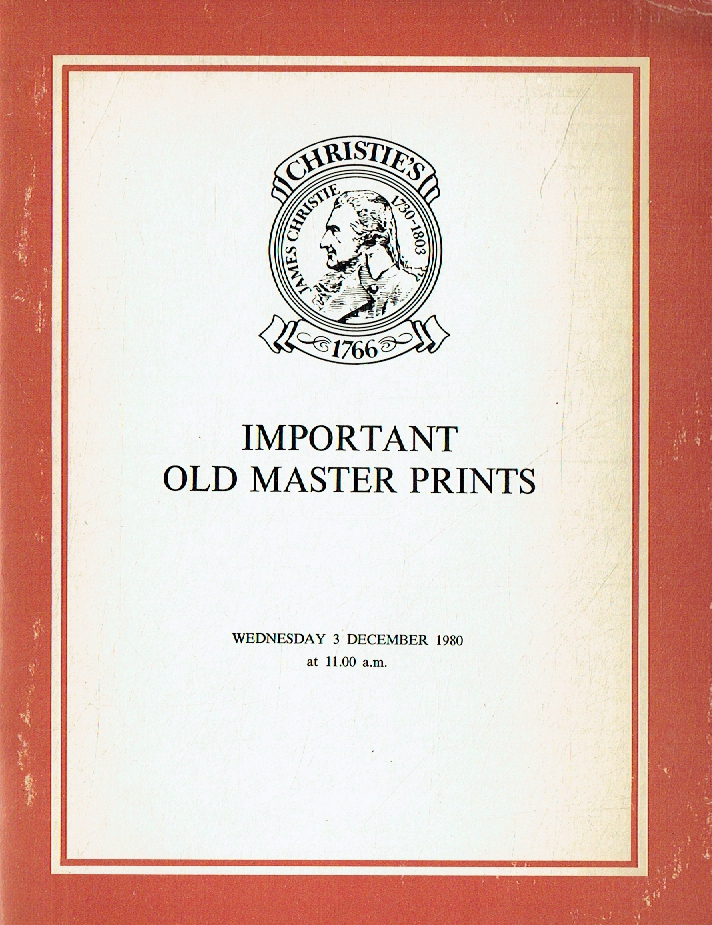 CHRISTIE'S
JAMES CHRISTIE 1730-1803
1766
IMPORTANT
OLD MASTER PRINTS
WEDNESDAY 3 DECEMBER 1980
at 11.00 a.m.